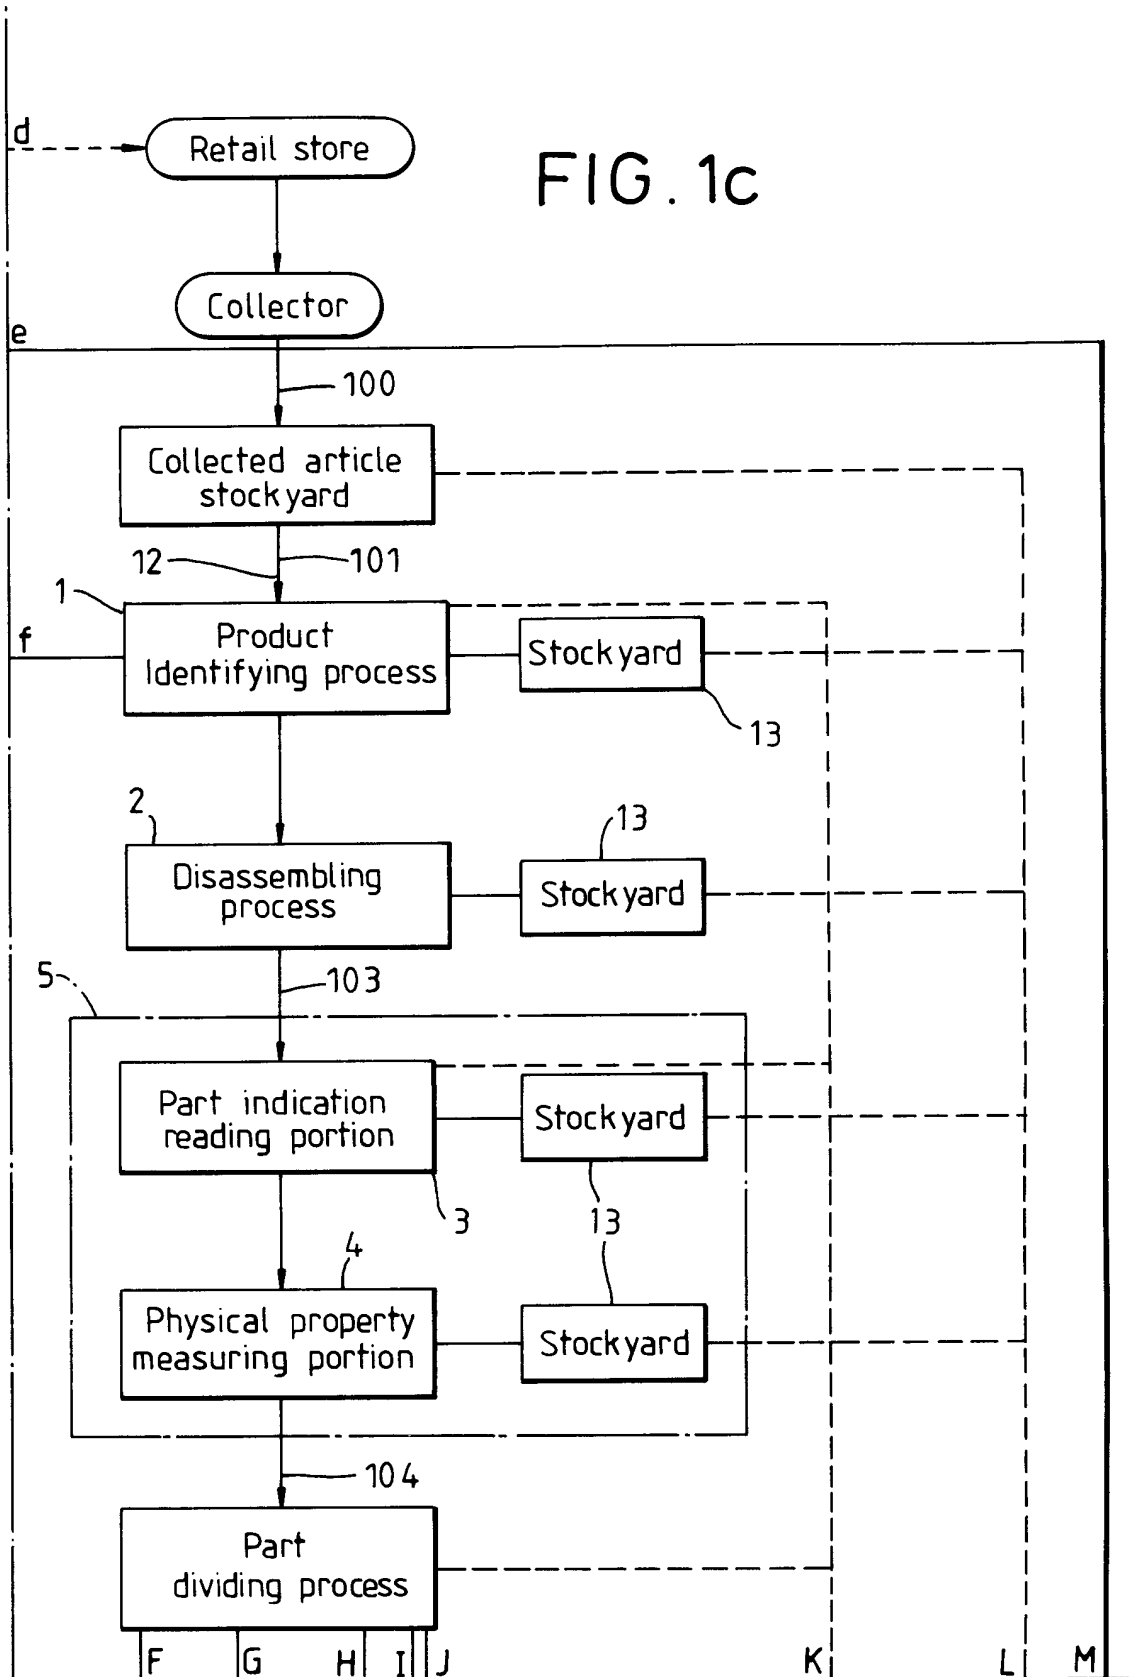 d
Retail store
FIG. 1c
Collector
e
100
Collected article
stockyard
12
101
1
f
Product
Identifying process
Stockyard
13
2
Disassembling
process
13
Stockyard
5
103
Part indication
reading portion
Stockyard
3
13
4
Physical property
measuring portion
Stockyard
104
Part
dividing process
F G H I J K L M